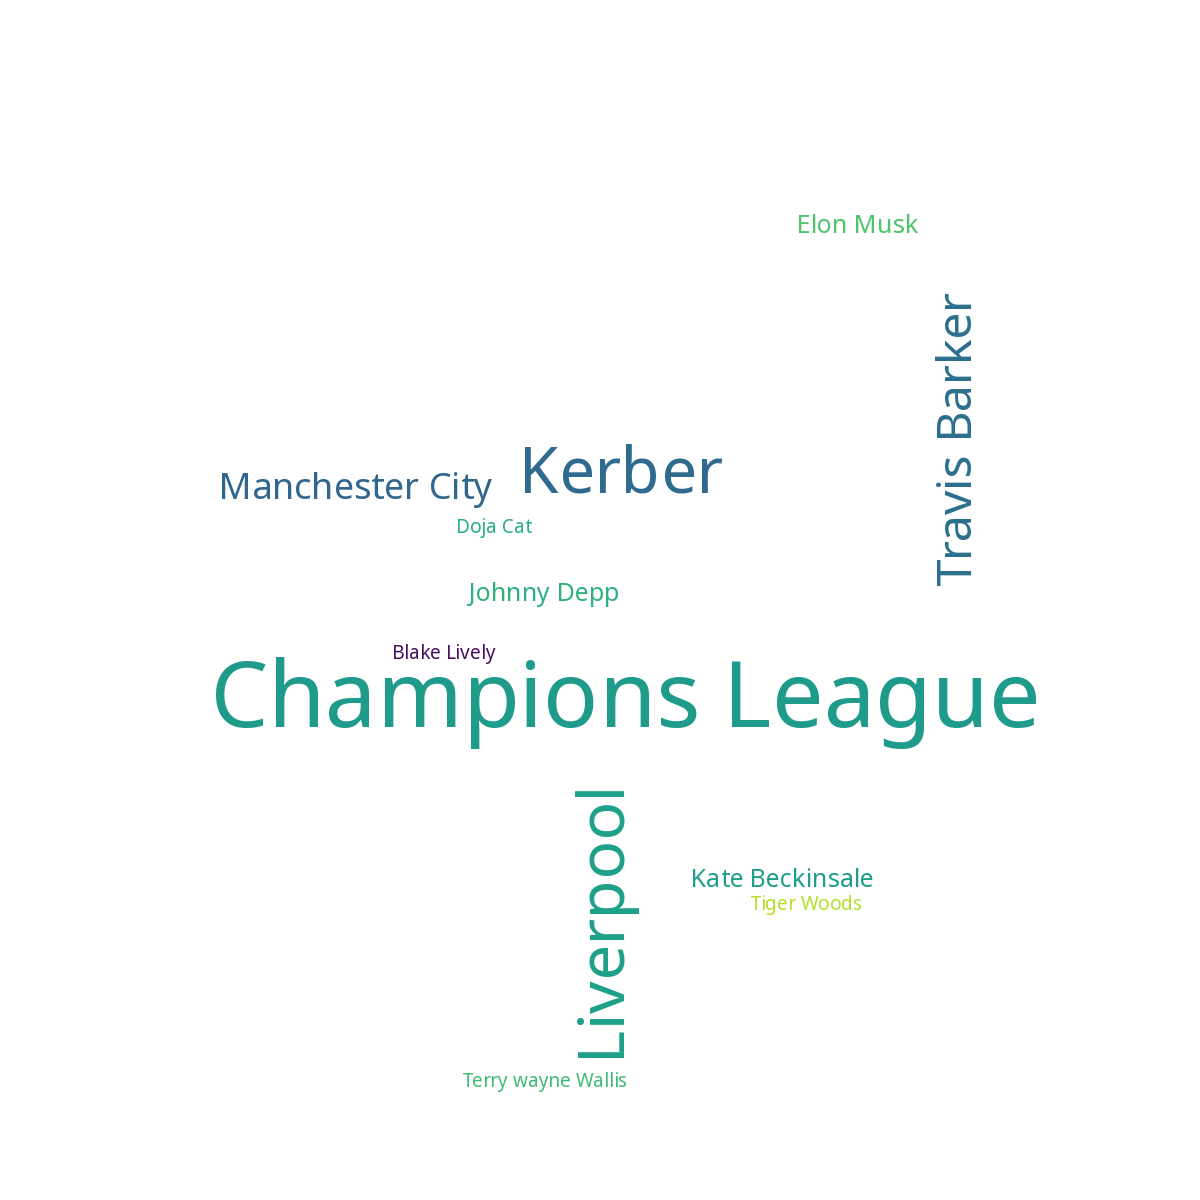 Elon Musk
Travis Barker
Kerber
Manchester City
Doja Cat
Johnny Depp
Blake Lively
Champions League
Liverpool
Kate Beckinsale
Tiger Woods
Terry wayne Wallis